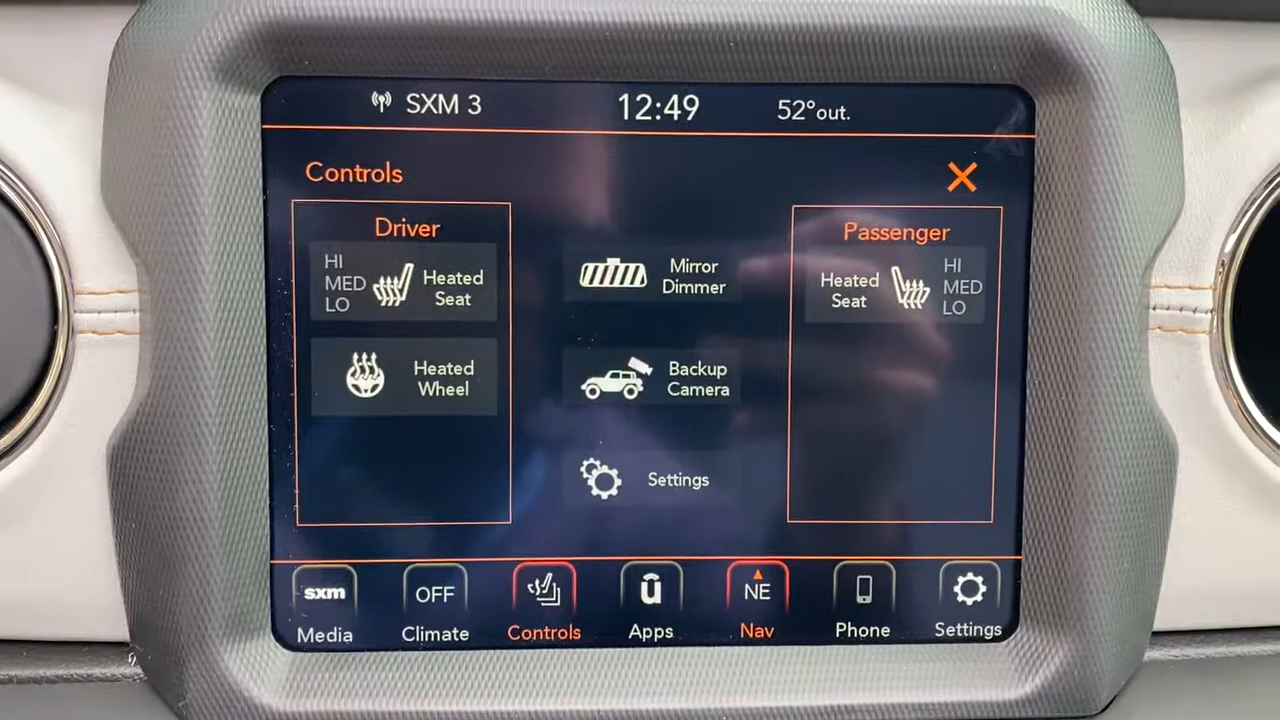 SXM 3
12:49
52°out.
Controls
Driver
HI
MED
LO
Heated
Seat
Heated
Wheel
Mirror
Dimmer
Backup
Camera
Settings
Passenger
Heated
Seat
HI
MED
LO
sxm
Media
OFF
Climate
Controls
ū
Apps
NE
Nav
Phone
Settings